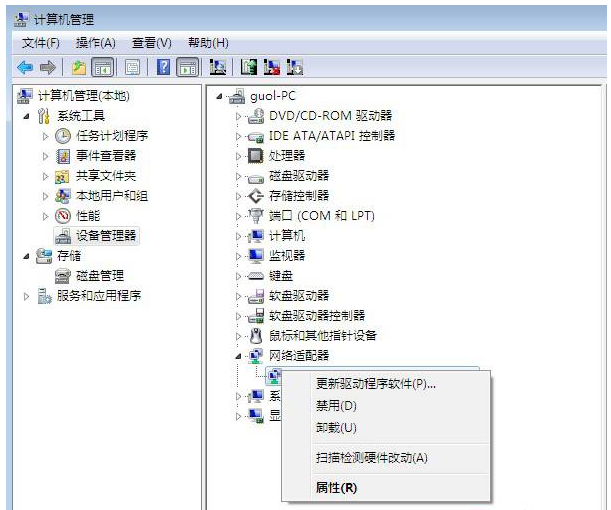 计算机管理
文件(F) 操作(A) 查看(V) 帮助(H)
计算机管理(本地)
系统工具
任务计划程序
事件查看器
共享文件夹
本地用户和组
性能
设备管理器
存储
磁盘管理
服务和应用程序
guol-PC
DVD/CD-ROM 驱动器
IDE ATA/ATAPI 控制器
处理器
磁盘驱动器
存储控制器
端口 (COM 和 LPT)
计算机
监视器
键盘
软盘驱动器
软盘驱动器控制器
鼠标和其他指针设备
网络适配器
系
显
更新驱动程序软件(P)...
禁用(D)
卸载(U)
扫描检测硬件改动(A)
属性(R)